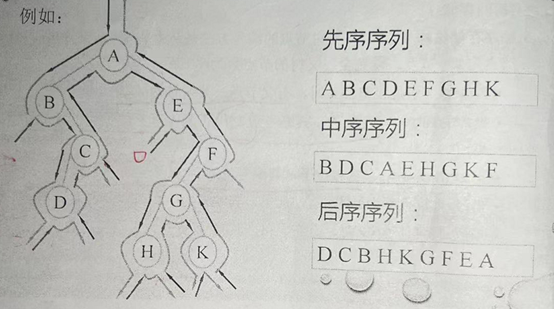 例如：
A
B
E
C
F
D
G
H
K
先序序列：
A B C D E F G H K
中序序列：
B D C A E H G K F
后序序列：
D C B H K G F E A